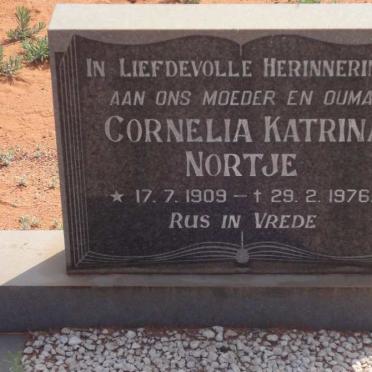 In Liefdevolle Herinnerin
aan ons moeder en ouma
Cornelia Katrina
Nortje
★ 17. 7. 1909 — † 29. 2. 1976.
Rus in Vrede